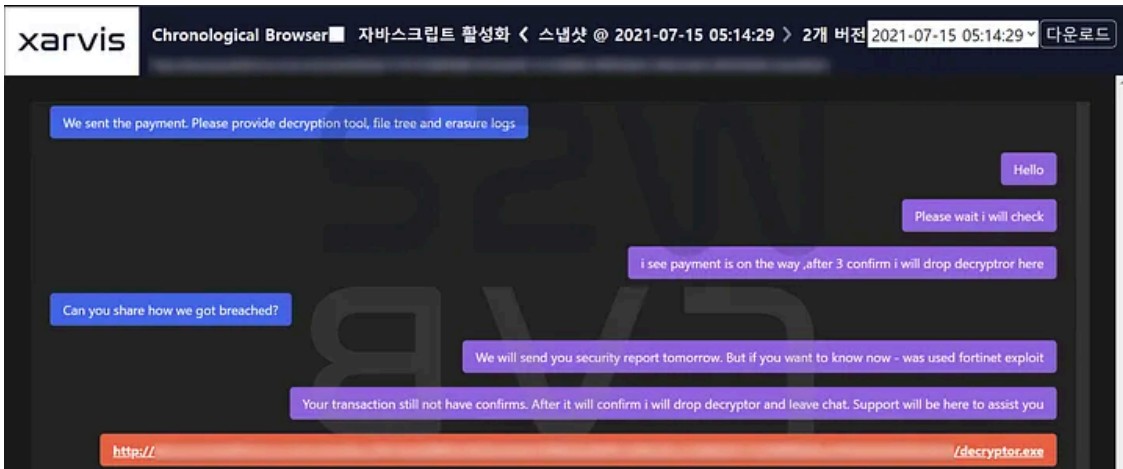 xarvis
Chronological Browser 자바스크립트 활성화 < 스냅샷 @ 2021-07-15 05:14:29 > 2개 버전 2021-07-15 05:14:29 다운로드
We sent the payment. Please provide decryption tool, file tree and erasure logs
Hello
Please wait i will check
i see payment is on the way ,after 3 confirm i will drop decryptror here
Can you share how we got breached?
We will send you security report tomorrow. But if you want to know now - was used fortinet exploit
Your transaction still not have confirms. After it will confirm i will drop decryptor and leave chat. Support will be here to assist you
http:// /decryptor.exe
S2W
LAB